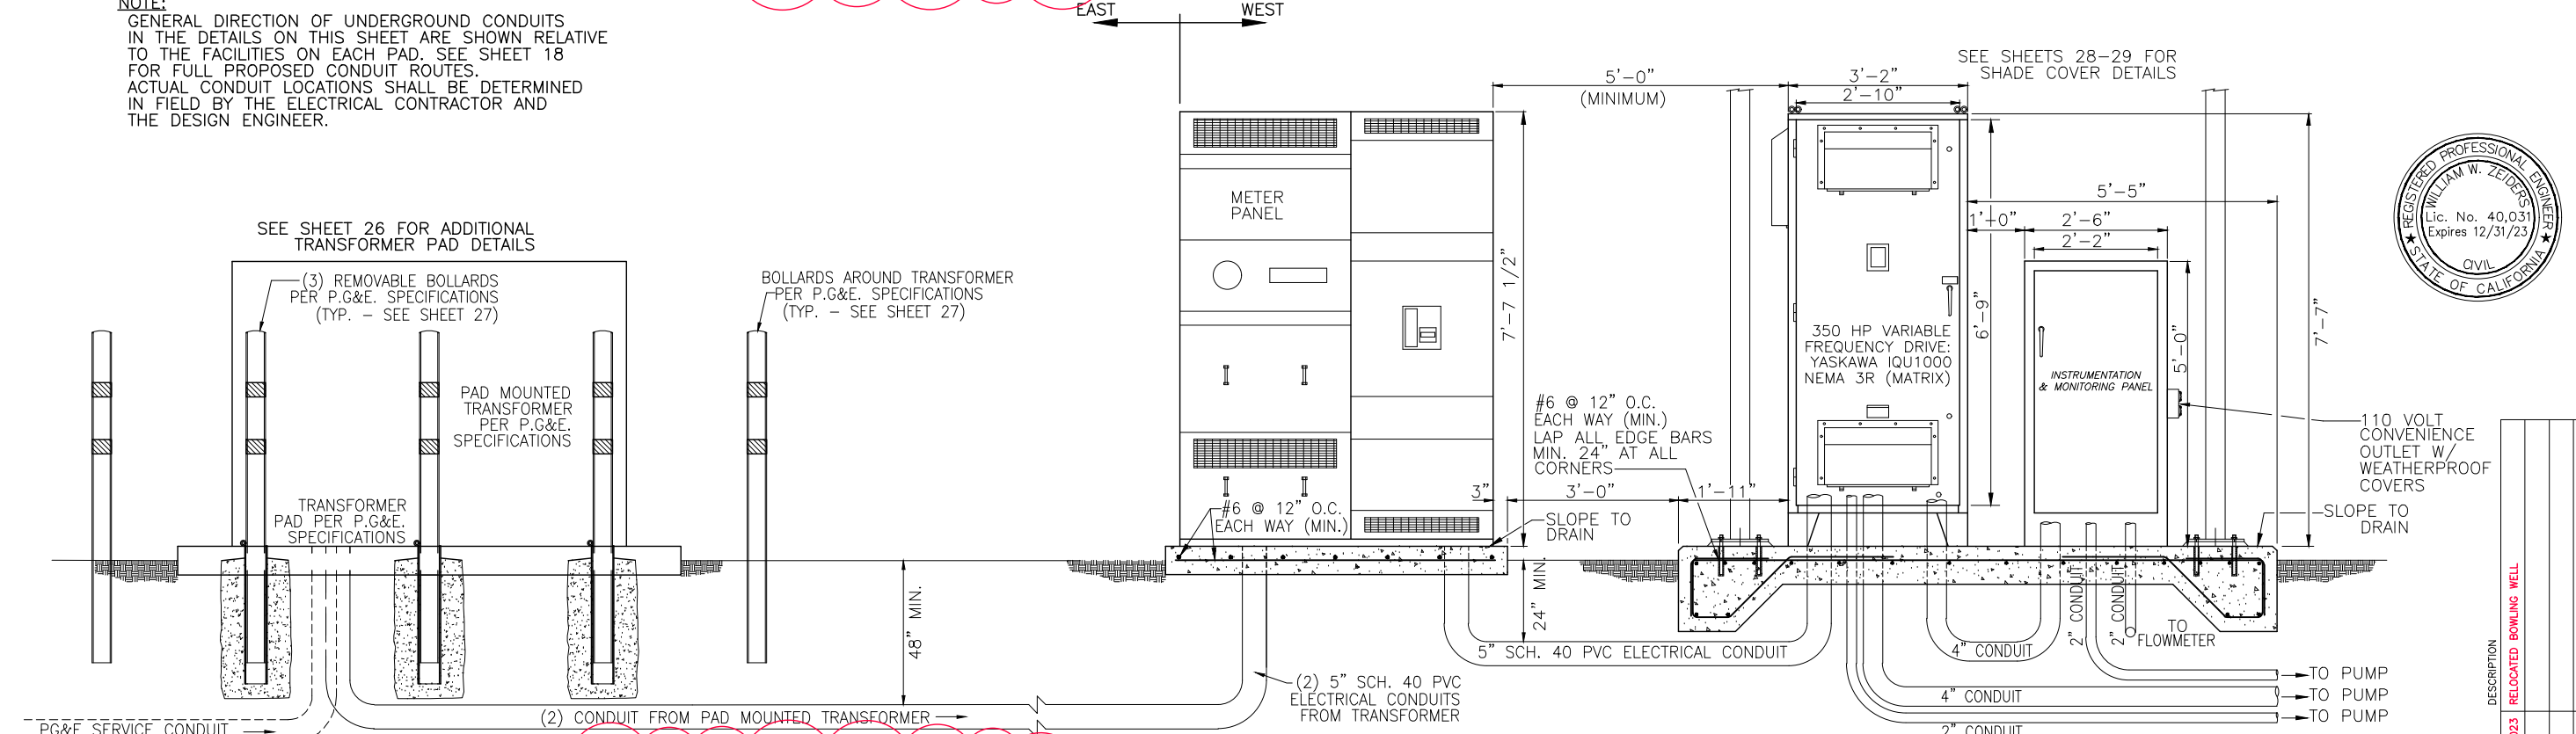 NOTE:
GENERAL DIRECTION OF UNDERGROUND CONDUITS
IN THE DETAILS ON THIS SHEET ARE SHOWN RELATIVE
TO THE FACILITIES ON EACH PAD. SEE SHEET 18
FOR FULL PROPOSED CONDUIT ROUTES.
ACTUAL CONDUIT LOCATIONS SHALL BE DETERMINED
IN FIELD BY THE ELECTRICAL CONTRACTOR AND
THE DESIGN ENGINEER.
EAST
WEST
SEE SHEET 26 FOR ADDITIONAL
TRANSFORMER PAD DETAILS
(3) REMOVABLE BOLLARDS
PER P.G&E. SPECIFICATIONS
(TYP. - SEE SHEET 27)
BOLLARDS AROUND TRANSFORMER
PER P.G&E. SPECIFICATIONS
(TYP. - SEE SHEET 27)
PAD MOUNTED
TRANSFORMER
PER P.G&E.
SPECIFICATIONS
TRANSFORMER
PAD PER P.G&E.
SPECIFICATIONS
48" MIN.
PG&E SERVICE CONDUIT
(2) CONDUIT FROM PAD MOUNTED TRANSFORMER
METER
PANEL
#6 @ 12" O.C.
EACH WAY (MIN.)
(2) 5" SCH. 40 PVC
ELECTRICAL CONDUITS
FROM TRANSFORMER
5'-0"
(MINIMUM)
7'-7 1/2"
#6 @ 12" O.C.
EACH WAY (MIN.)
LAP ALL EDGE BARS
MIN. 24" AT ALL
CORNERS
3"
3'-0"
1'-11"
SLOPE TO
DRAIN
24" MIN.
5" SCH. 40 PVC ELECTRICAL CONDUIT
3'-2"
2'-10"
350 HP VARIABLE
FREQUENCY DRIVE:
YASKAWA IQU1000
NEMA 3R (MATRIX)
6'-9"
SEE SHEETS 28-29 FOR
SHADE COVER DETAILS
5'-5"
1'-0"
2'-6"
2'-2"
INSTRUMENTATION
& MONITORING PANEL
5'-0"
7'-7"
110 VOLT
CONVENIENCE
OUTLET W/
WEATHERPROOF
COVERS
SLOPE TO
DRAIN
4" CONDUIT
2" CONDUIT
2" CONDUIT
TO
FLOWMETER
TO PUMP
4" CONDUIT
TO PUMP
TO PUMP
2" CONDUIT
REGISTERED PROFESSIONAL ENGINEER
WILLIAM W. ZEIDERS
Lic. No. 40,031
Expires 12/31/23
CIVIL
STATE OF CALIFORNIA
DESCRIPTION
RELOCATED BOWLING WELL